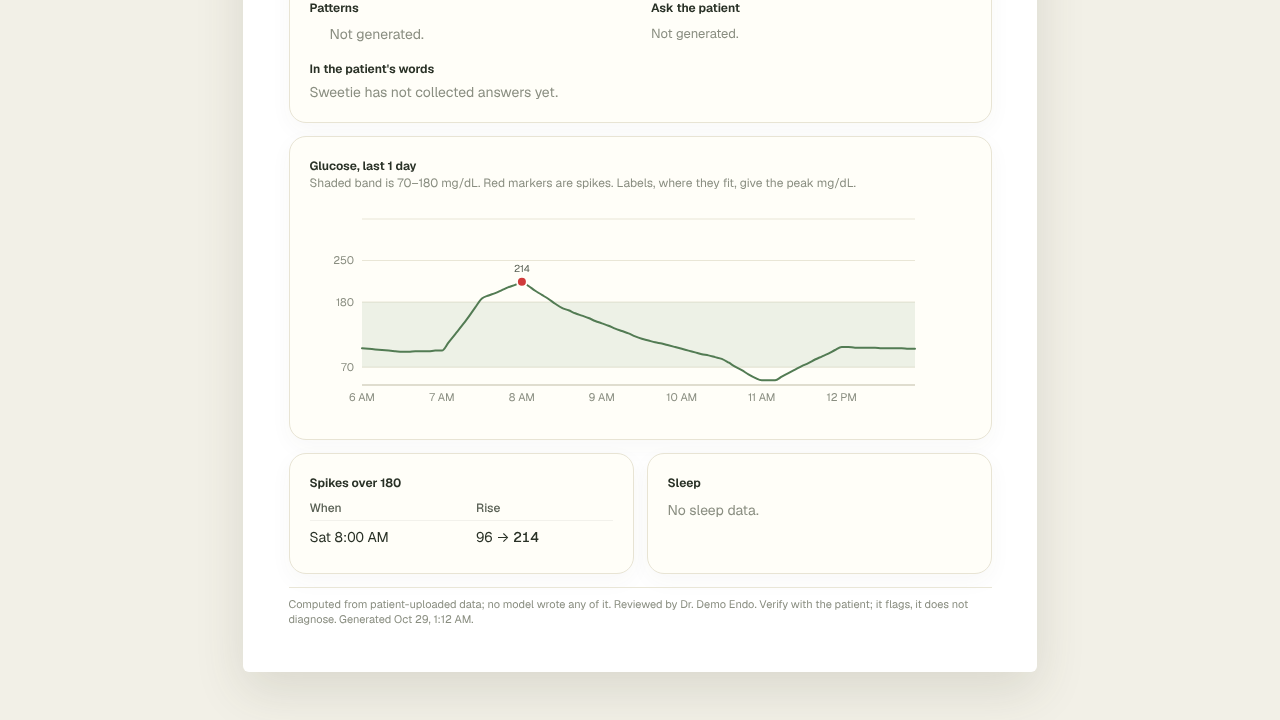 Patterns
Ask the patient
Not generated.
Not generated.
In the patient's words
Sweetie has not collected answers yet.
Glucose, last 1 day
Shaded band is 70–180 mg/dL. Red markers are spikes. Labels, where they fit, give the peak mg/dL.
250
214
180
70
6 AM
7 AM
8 AM
9 AM
10 AM
11 AM
12 PM
Spikes over 180
When
Rise
Sat 8:00 AM
96 → 214
Sleep
No sleep data.
Computed from patient-uploaded data; no model wrote any of it. Reviewed by Dr. Demo Endo. Verify with the patient; it flags, it does not
diagnose. Generated Oct 29, 1:12 AM.